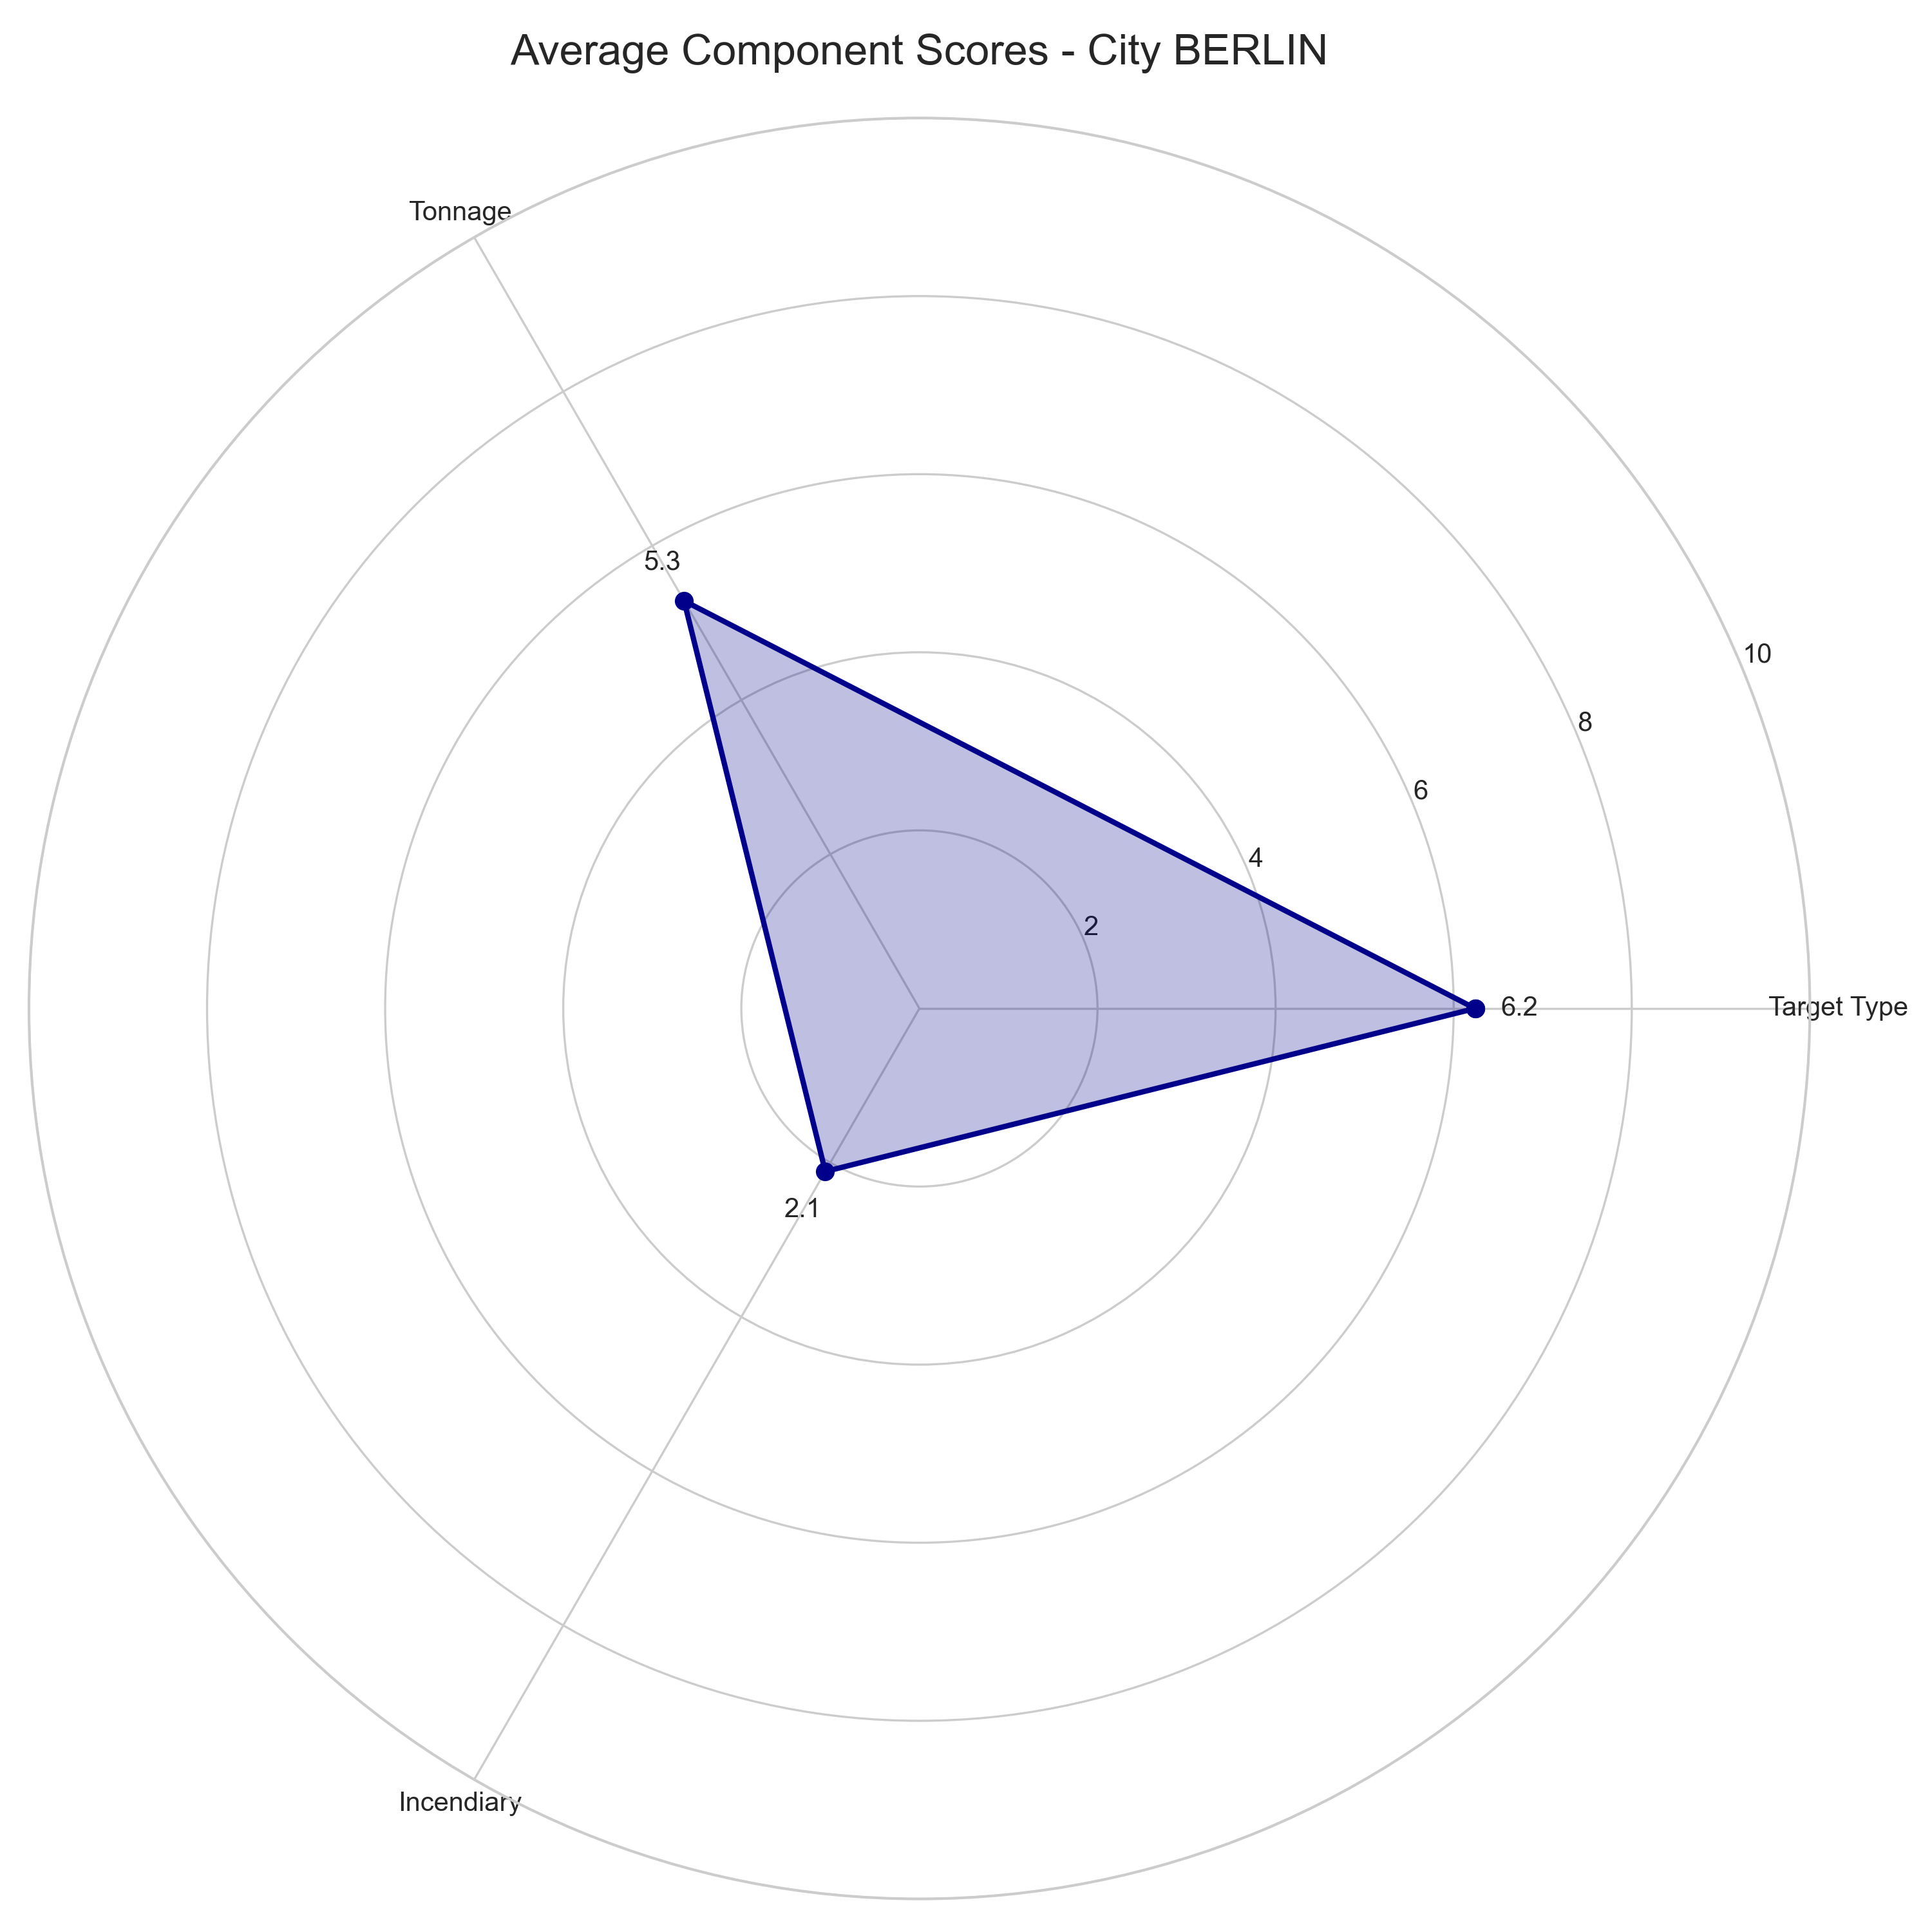 Average Component Scores - City BERLIN
Tonnage
5.3
10
8
6
4
2
6.2
Target Type
2.1
Incendiary